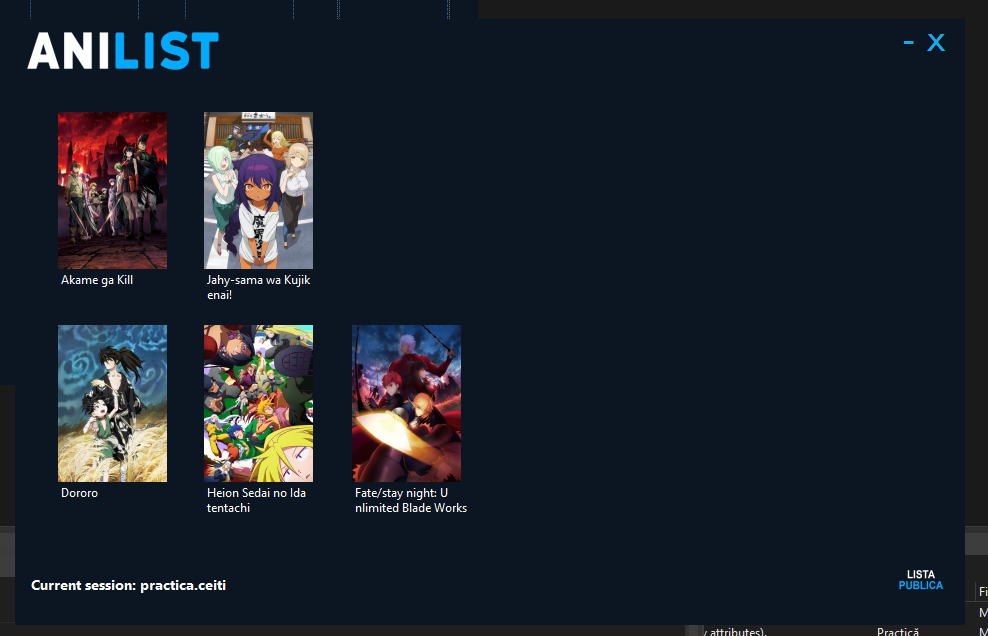 ANILIST
– X
Akame ga Kill
Jahy-sama wa Kujik
enai!
Dororo
Heion Sedai no Ida
tentachi
Fate/stay night: U
nlimited Blade Works
Current session: practica.ceiti
LISTA
PUBLICA
Fi
M
y attributes).
Practică
M